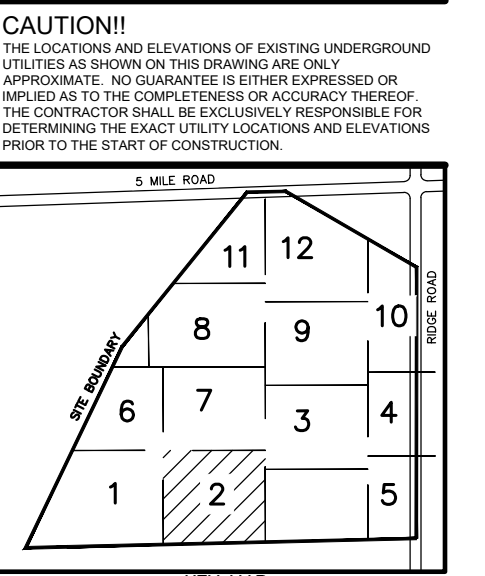 CAUTION!!
THE LOCATIONS AND ELEVATIONS OF EXISTING UNDERGROUND
UTILITIES AS SHOWN ON THIS DRAWING ARE ONLY
APPROXIMATE. NO GUARANTEE IS EITHER EXPRESSED OR
IMPLIED AS TO THE COMPLETENESS OR ACCURACY THEREOF.
THE CONTRACTOR SHALL BE EXCLUSIVELY RESPONSIBLE FOR
DETERMINING THE EXACT UTILITY LOCATIONS AND ELEVATIONS
PRIOR TO THE START OF CONSTRUCTION.
5 MILE ROAD
11
12
8
9
10
RIDGE ROAD
SITE BOUNDARY
6
7
3
4
1
2
5